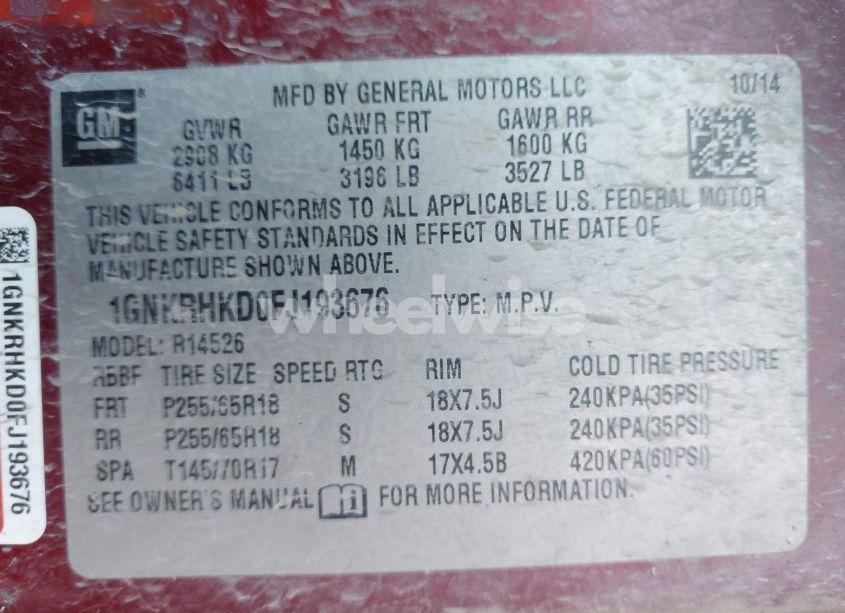 GM ®
MFD BY GENERAL MOTORS LLC 10/14
GVWR GAWR FRT GAWR RR
2908 KG 1450 KG 1600 KG
6411 LB 3196 LB 3527 LB
THIS VEHICLE CONFORMS TO ALL APPLICABLE U.S. FEDERAL MOTOR
VEHICLE SAFETY STANDARDS IN EFFECT ON THE DATE OF
MANUFACTURE SHOWN ABOVE.
1GNKRHKD0FJ193676 TYPE: M.P.V.
wheelwise
MODEL: R14526
TIRE SIZE SPEED RTG RIM COLD TIRE PRESSURE
FRT P255/65R18 S 18X7.5J 240KPA(35PSI)
RR P255/65R18 S 18X7.5J 240KPA(35PSI)
SPA T145/70R17 M 17X4.5B 420KPA(60PSI)
SEE OWNER'S MANUAL i FOR MORE INFORMATION.
1GNKRHKD0FJ193676